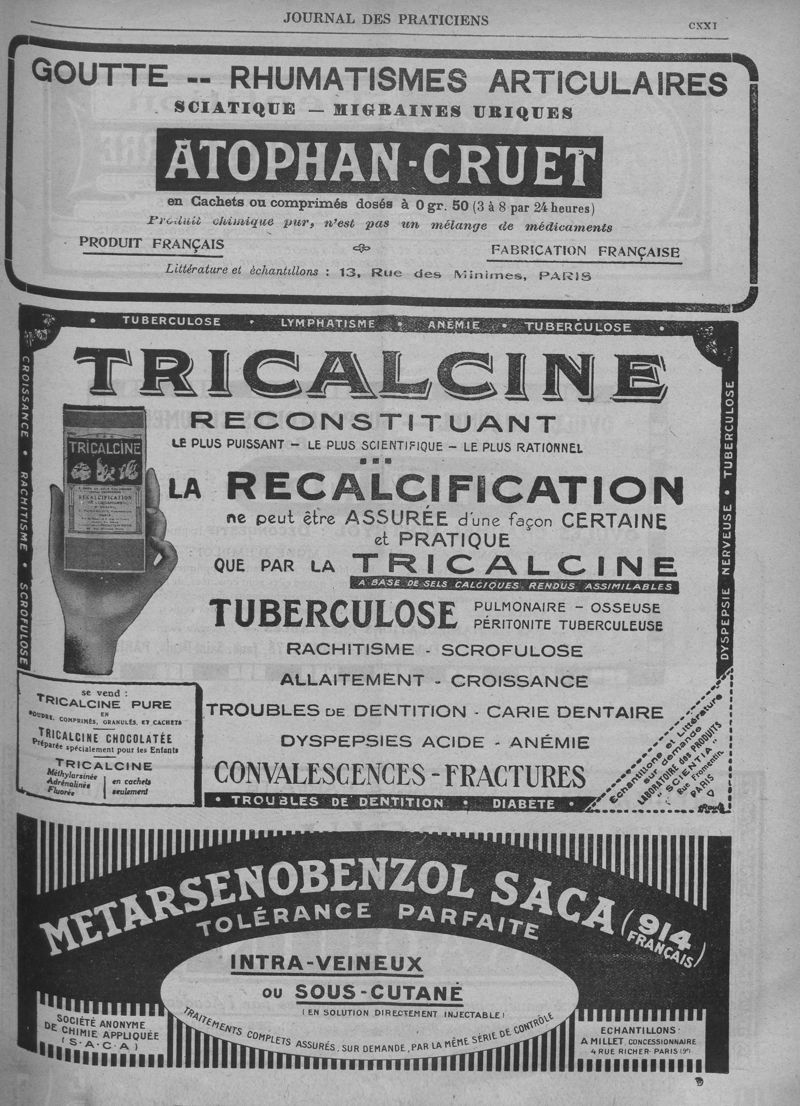 JOURNAL DES PRATICIENS
CXXI
GOUTTE -- RHUMATISMES ARTICULAIRES
SCIATIQUE — MIGRAINES URIQUES
ATOPHAN-CRUET
en Cachets ou comprimés dosés à 0 gr. 50 (3 à 8 par 24 heures)
Produit chimique pur, n'est pas un mélange de médicaments
PRODUIT FRANÇAIS
FABRICATION FRANÇAISE
Littérature et échantillons : 13, Rue des Minimes, PARIS
TUBERCULOSE • LYMPHATISME • ANÉMIE • TUBERCULOSE
CROISSANCE • RACHITISME • SCROFULOSE
TRICALCINE
RECONSTITUANT
LE PLUS PUISSANT – LE PLUS SCIENTIFIQUE – LE PLUS RATIONNEL
TRICALCINE
RECALCIFICATION
LA RECALCIFICATION
ne peut être ASSURÉE d'une façon CERTAINE
et PRATIQUE
QUE PAR LA TRICALCINE
A BASE DE SELS CALCIQUES RENDUS ASSIMILABLES
TUBERCULOSE PULMONAIRE – OSSEUSE
PÉRITONITE TUBERCULEUSE
RACHITISME - SCROFULOSE
ALLAITEMENT - CROISSANCE
TROUBLES DE DENTITION - CARIE DENTAIRE
DYSPEPSIES ACIDE - ANÉMIE
CONVALESCENCES - FRACTURES
DYSPEPSIE NERVEUSE • TUBERCULOSE
se vend :
TRICALCINE PURE
EN
POUDRE, COMPRIMÉS, GRANULÉS, ET CACHETS
TRICALCINE CHOCOLATÉE
Préparée spécialement pour les Enfants
TRICALCINE
Méthylarsinée
Adrénalinée
Fluorée
en cachets
seulement
• TROUBLES DE DENTITION • DIABÈTE •
Echantillons et Littérature
sur demande
LABORATOIRE des PRODUITS
"SCIENTIA"
Rue Fromentin,
PARIS
METARSENOBENZOL SACA (914 FRANÇAIS)
TOLÉRANCE PARFAITE
INTRA-VEINEUX
OU SOUS-CUTANÉ
(EN SOLUTION DIRECTEMENT INJECTABLE)
TRAITEMENTS COMPLETS ASSURÉS, SUR DEMANDE, PAR LA MÊME SÉRIE DE CONTRÔLE
SOCIÉTÉ ANONYME
DE CHIMIE APPLIQUÉE
(S·A·C·A)
ECHANTILLONS·
A MILLET, CONCESSIONNAIRE
4 RUE RICHER·PARIS (9e)